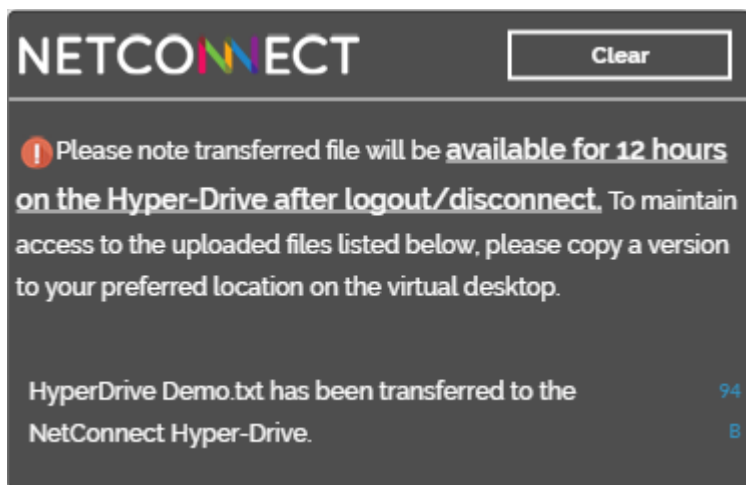 NETCONNECT
Clear
Please note transferred file will be available for 12 hours
on the Hyper-Drive after logout/disconnect. To maintain
access to the uploaded files listed below, please copy a version
to your preferred location on the virtual desktop.
HyperDrive Demo.txt has been transferred to the 94
NetConnect Hyper-Drive. B